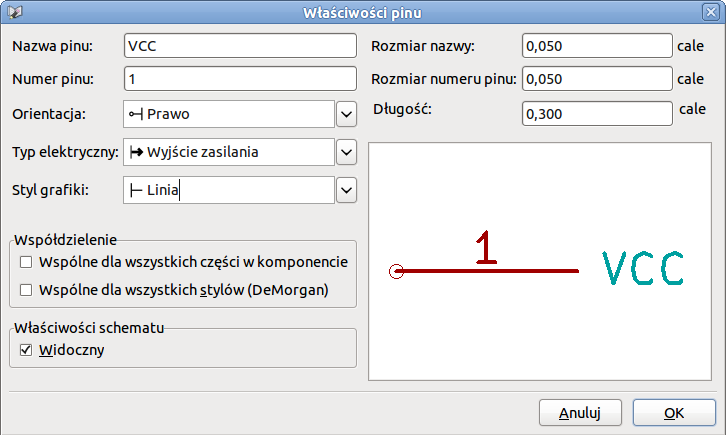 Właściwości pinu
Nazwa pinu: VCC
Rozmiar nazwy: 0,050 cale
Numer pinu: 1
Rozmiar numeru pinu: 0,050 cale
Orientacja: Prawo
Długość: 0,300 cale
Typ elektryczny: Wyjście zasilania
Styl grafiki: Linia
Współdzielenie
Wspólne dla wszystkich części w komponencie
Wspólne dla wszystkich stylów (DeMorgan)
Właściwości schematu
Widoczny
1
VCC
Anuluj OK